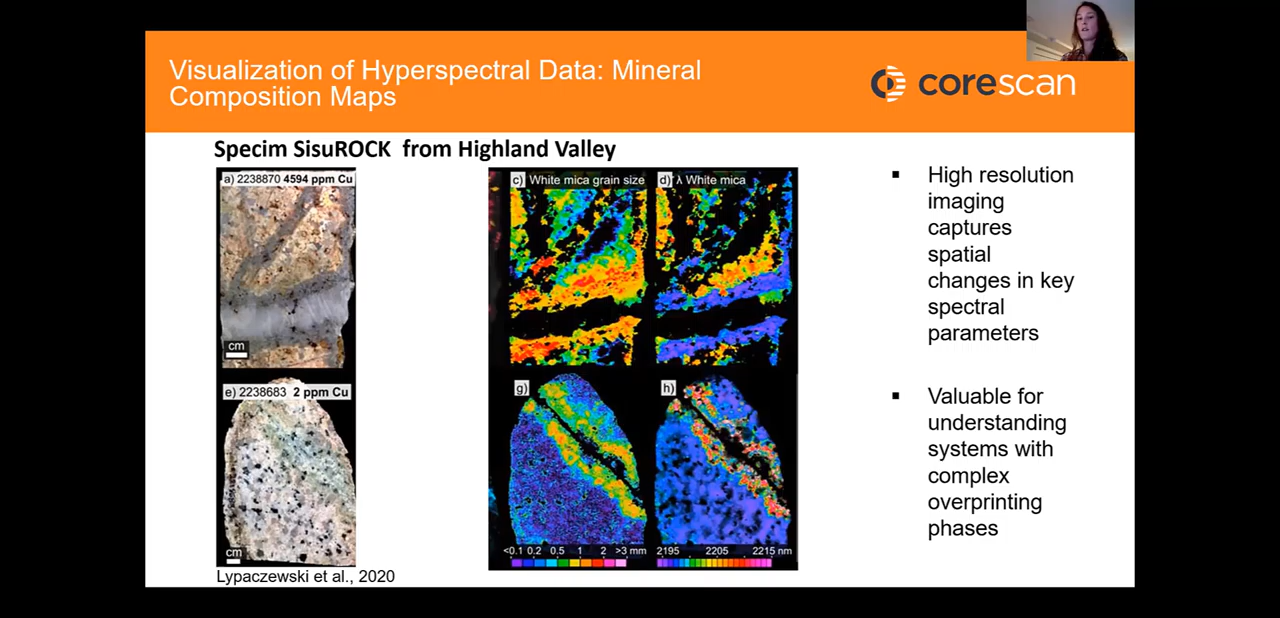 Visualization of Hyperspectral Data: Mineral
Composition Maps
corescan
Specim SisuROCK from Highland Valley
a) 2238870 4594 ppm Cu
c) White mica grain size
d) λ White mica
cm
e) 2238683 2 ppm Cu
g)
h)
cm
<0.1 0.2 0.5 1 2 >3 mm
2195 2205 2215 nm
Lypaczewski et al., 2020
▪ High resolution
imaging
captures
spatial
changes in key
spectral
parameters
▪ Valuable for
understanding
systems with
complex
overprinting
phases